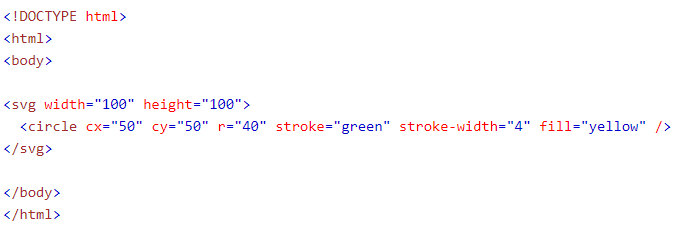 <!DOCTYPE html>
<html>
<body>
<svg width="100" height="100">
<circle cx="50" cy="50" r="40" stroke="green" stroke-width="4" fill="yellow" />
</svg>
</body>
</html>